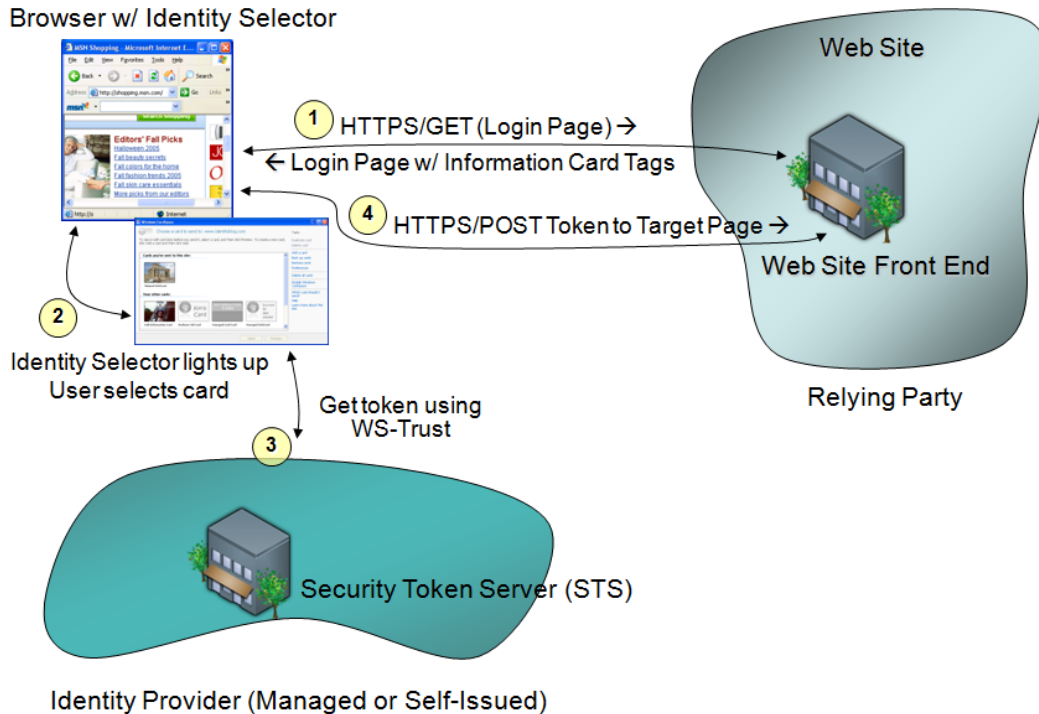 Browser w/ Identity Selector
MSN Shopping - Microsoft Internet E...
File Edit View Favorites Tools Help
Back Search
Address http://shopping.msn.com/ Go Links
msn
Editors' Fall Picks
Halloween 2005
Fall beauty secrets
Fall colors for the home
Fall fashion trends 2005
Fall skin care essentials
More picks from our editors
http://s Internet
Web Site
1 HTTPS/GET (Login Page) →
← Login Page w/ Information Card Tags
4 HTTPS/POST Token to Target Page →
Web Site Front End
Relying Party
2
Identity Selector lights up
User selects card
Get token using
WS-Trust
3
Security Token Server (STS)
Identity Provider (Managed or Self-Issued)